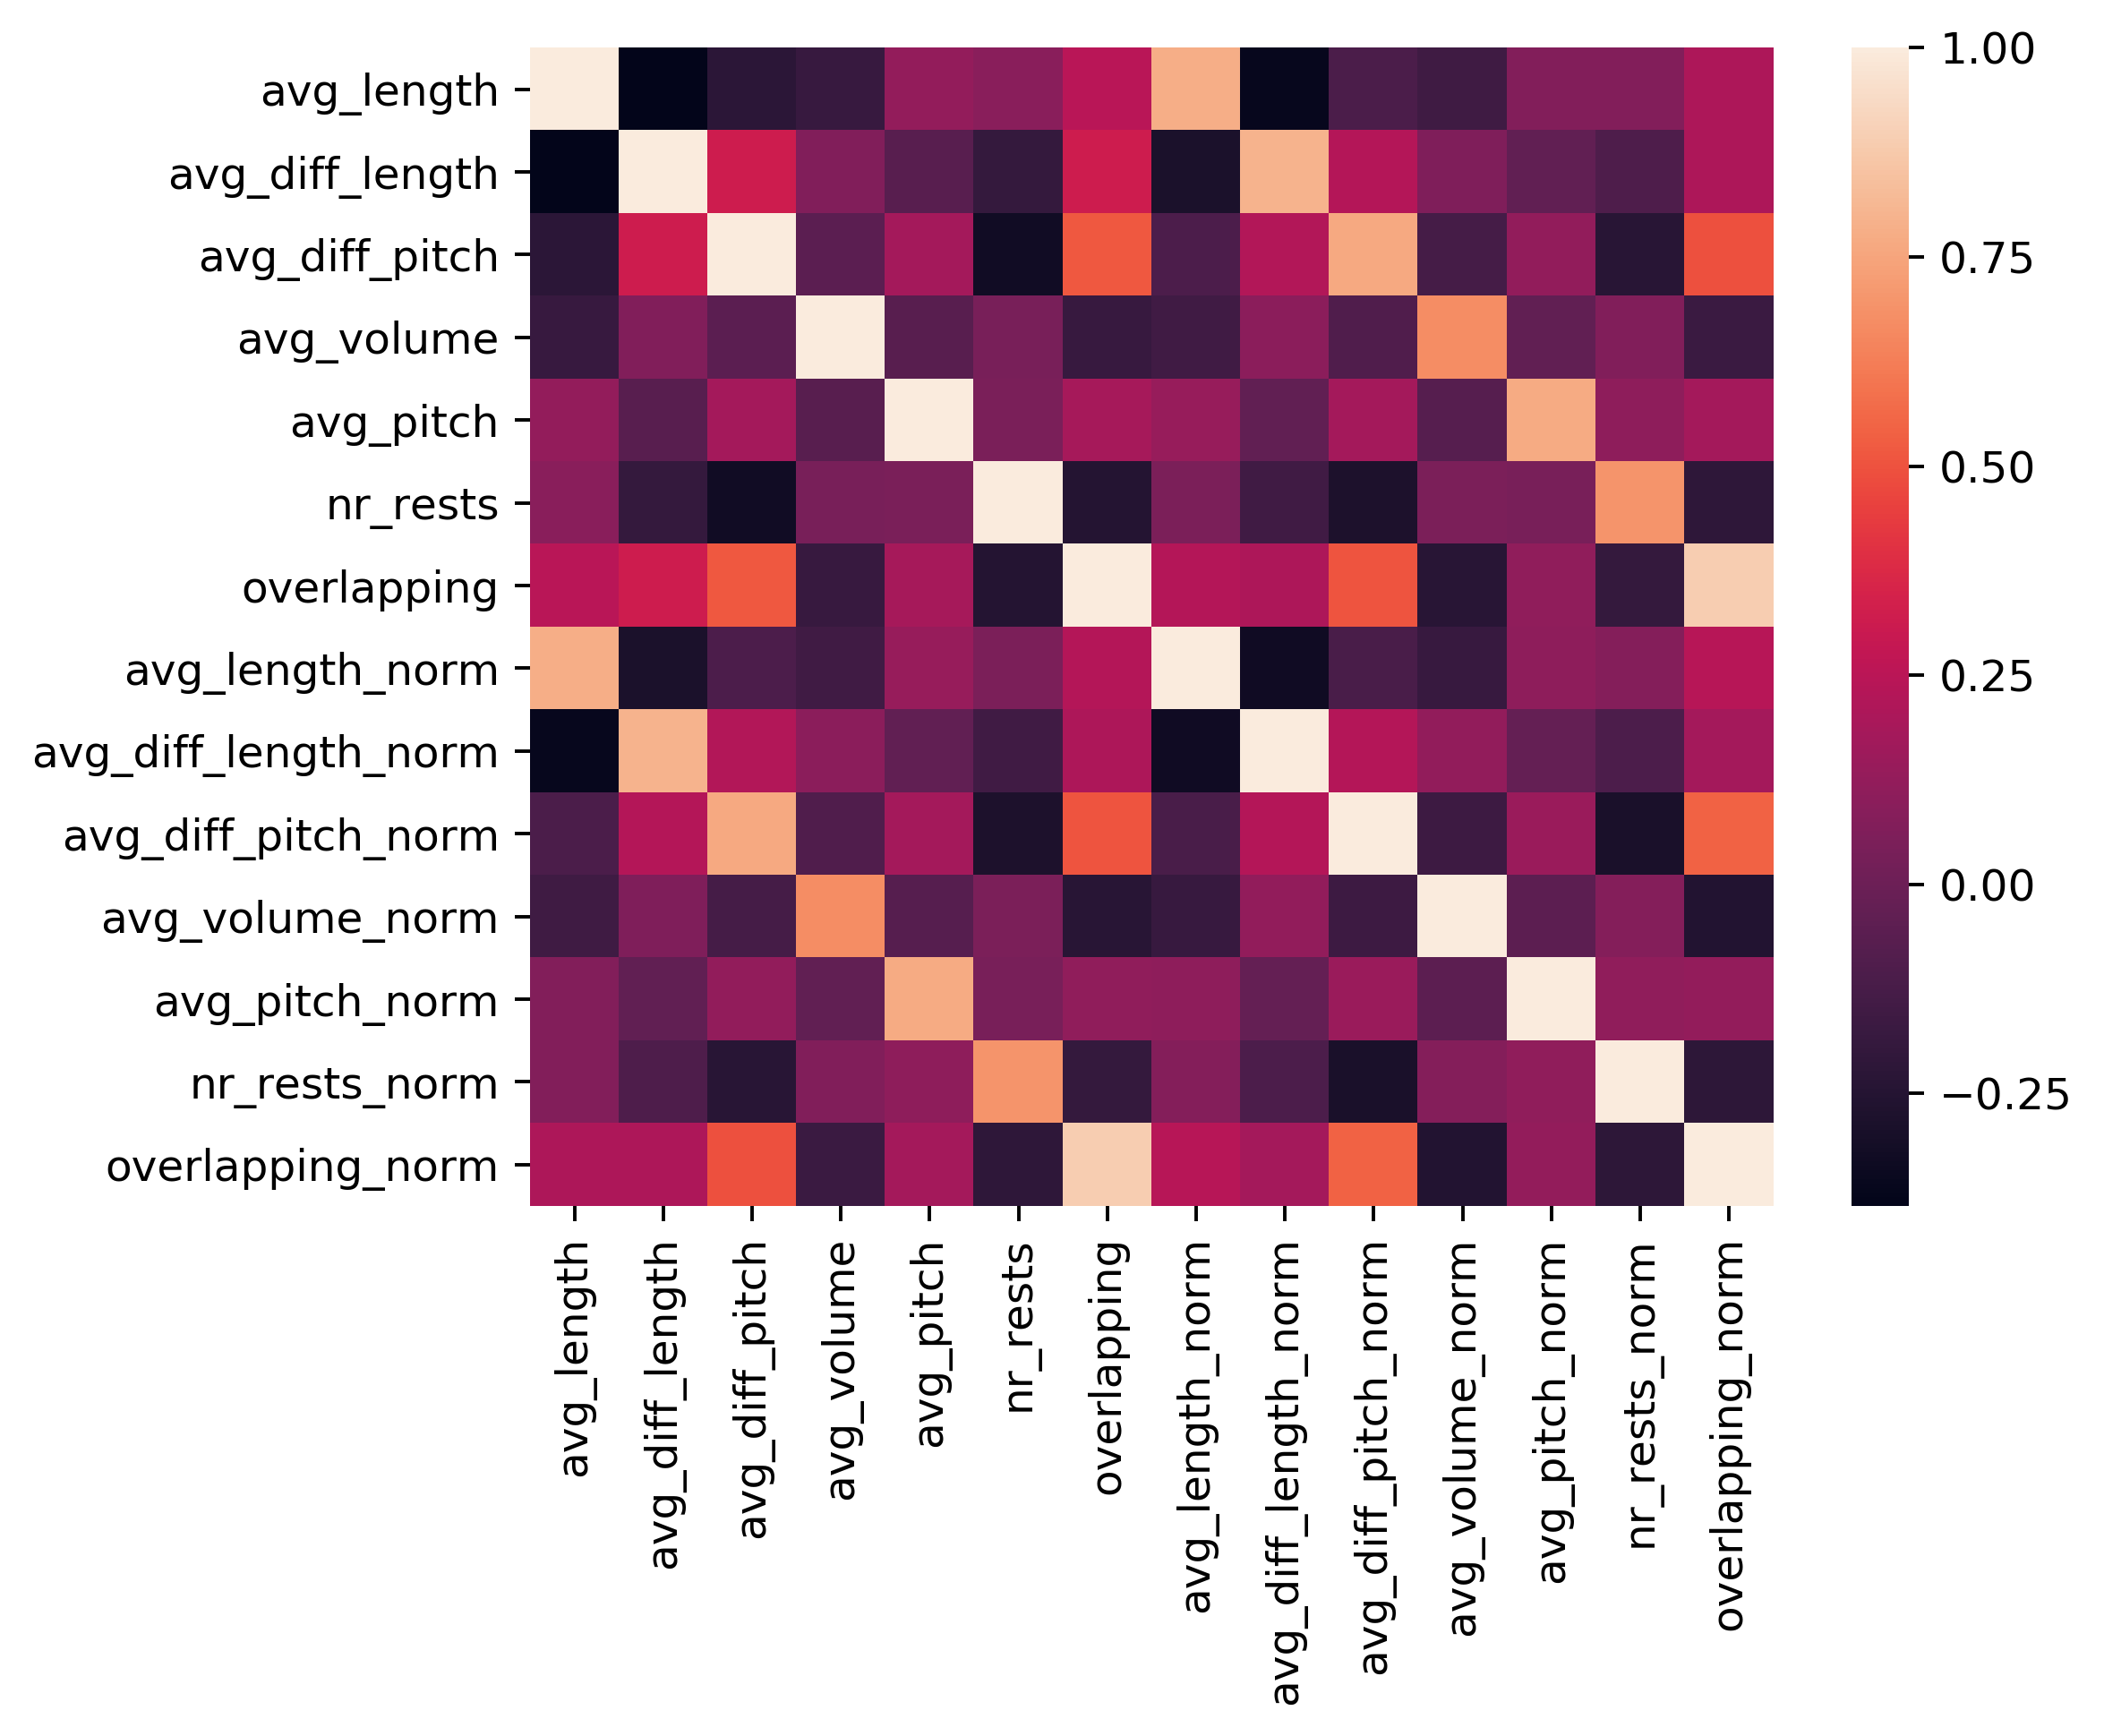 avg_length
avg_diff_length
avg_diff_pitch
avg_volume
avg_pitch
nr_rests
overlapping
avg_length_norm
avg_diff_length_norm
avg_diff_pitch_norm
avg_volume_norm
avg_pitch_norm
nr_rests_norm
overlapping_norm
avg_length
avg_diff_length
avg_diff_pitch
avg_volume
avg_pitch
nr_rests
overlapping
avg_length_norm
avg_diff_length_norm
avg_diff_pitch_norm
avg_volume_norm
avg_pitch_norm
nr_rests_norm
overlapping_norm
1.00
0.75
0.50
0.25
0.00
−0.25